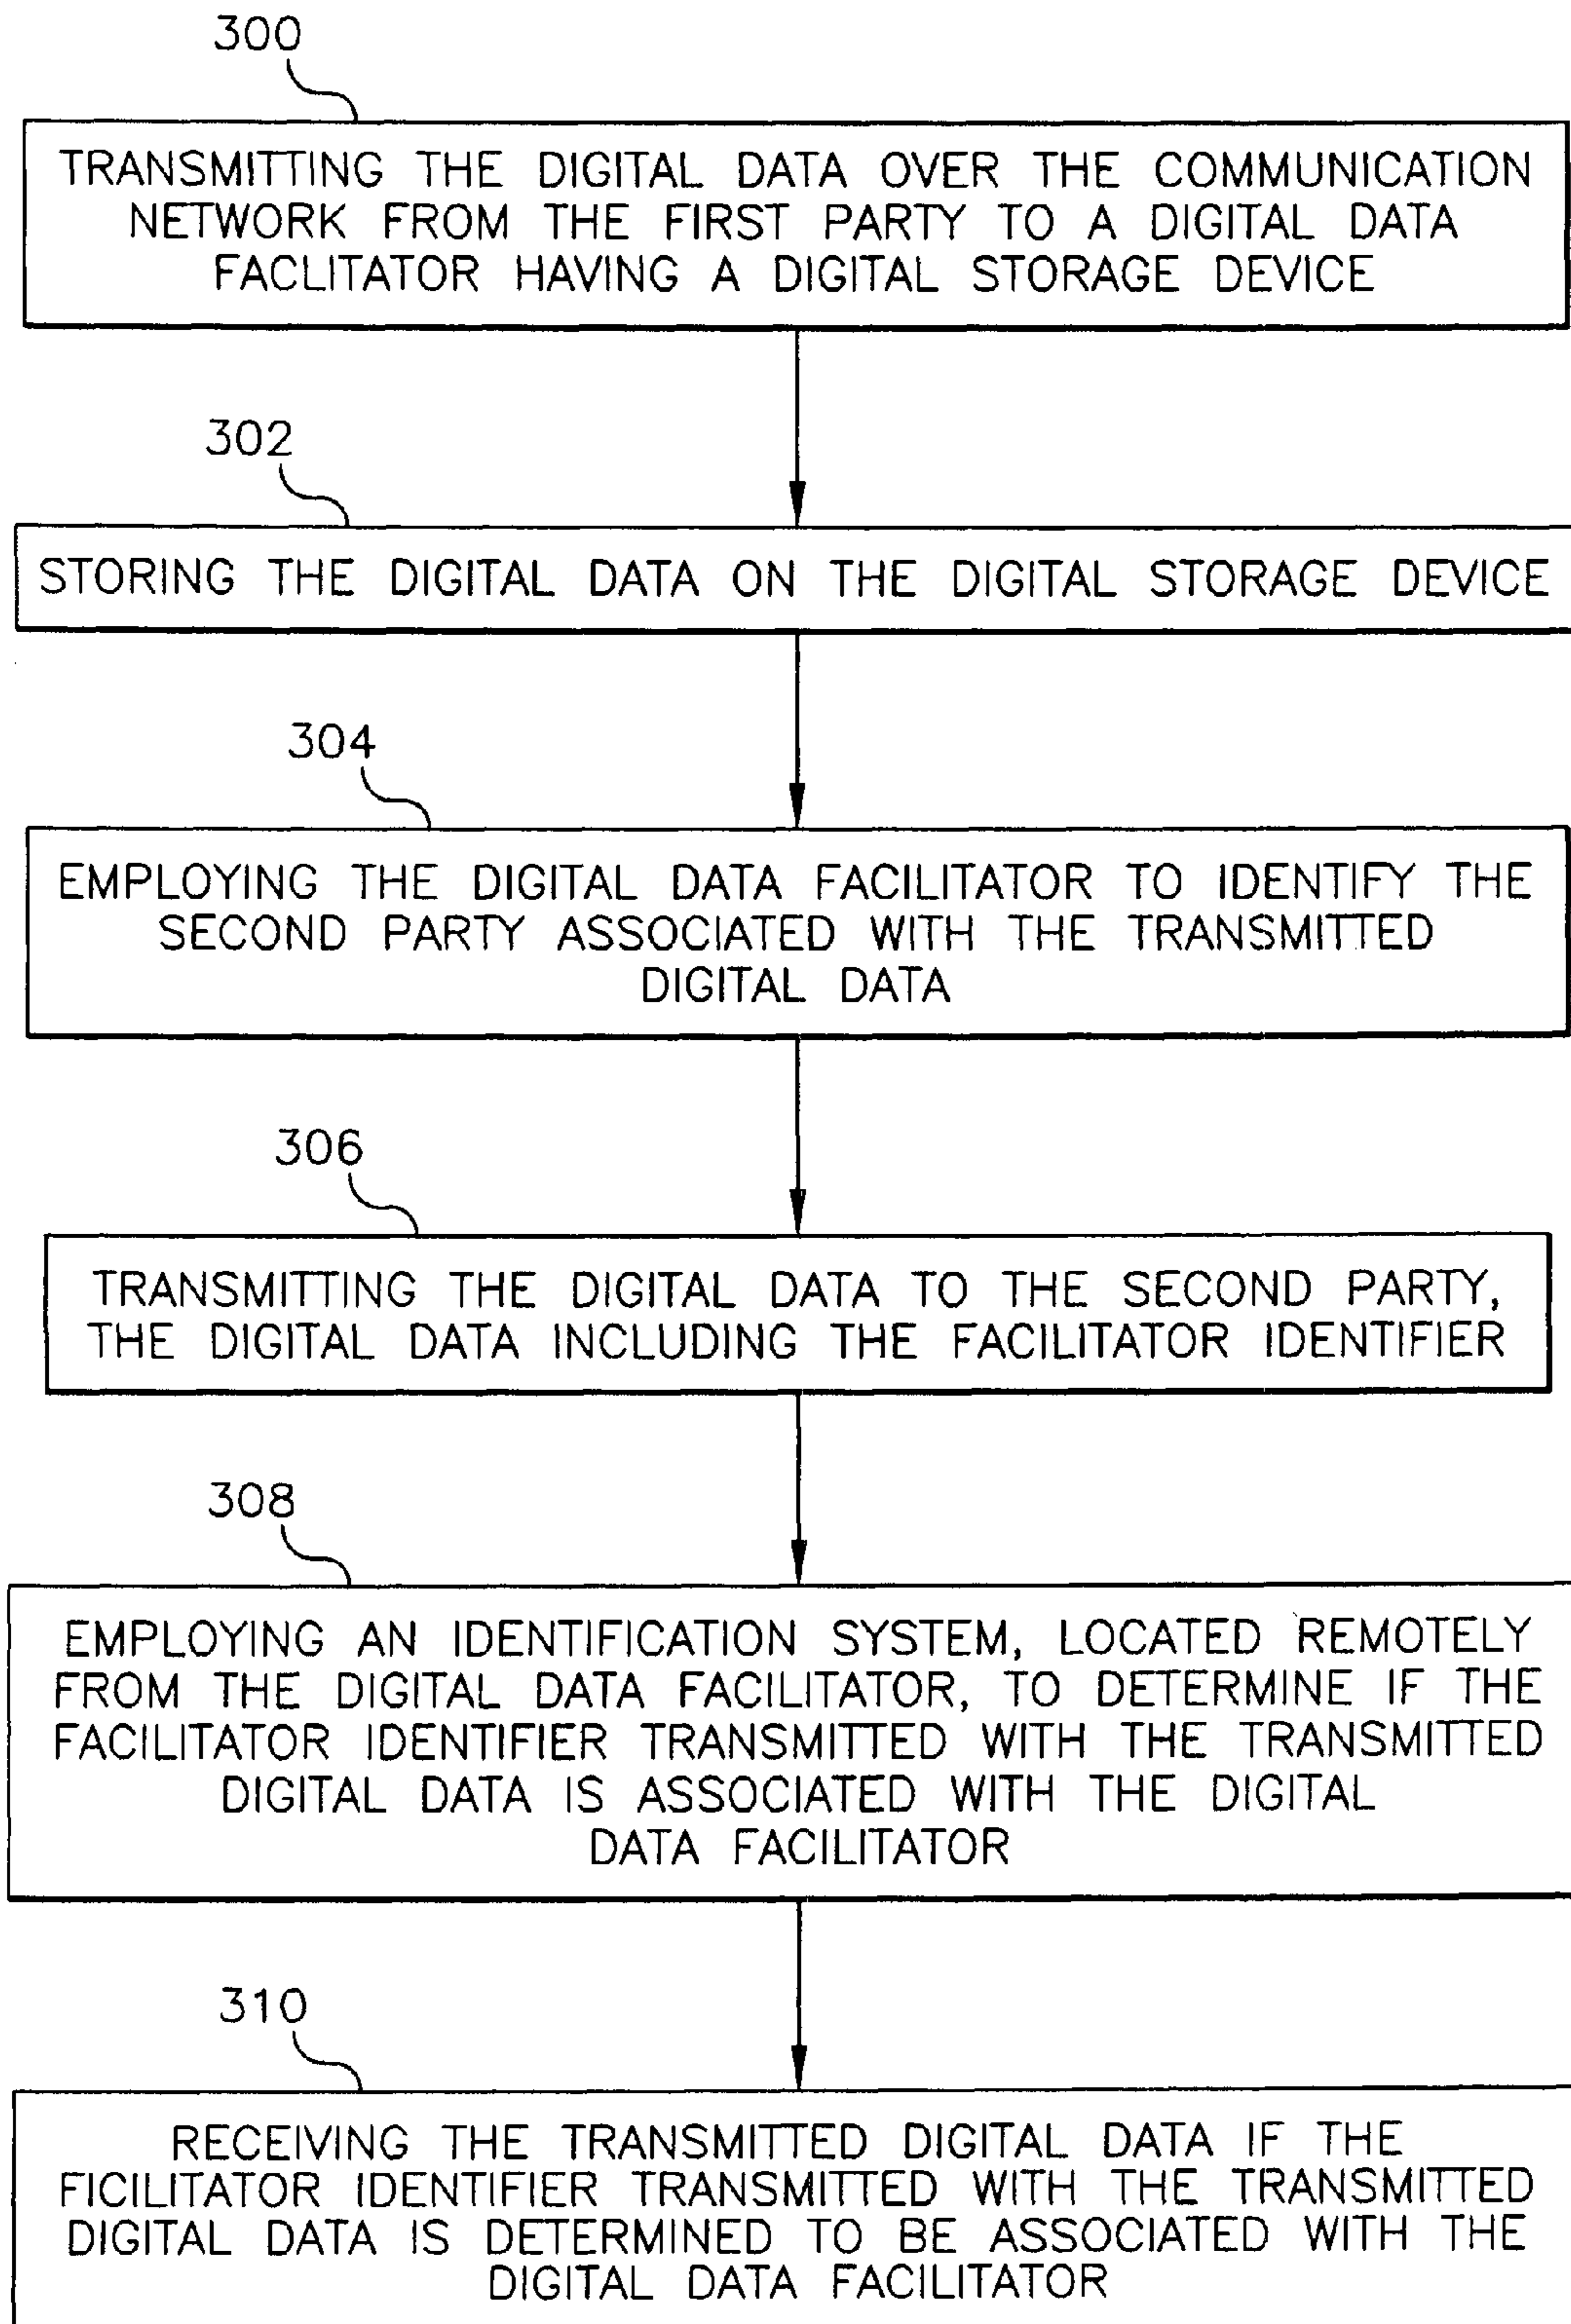 300
TRANSMITTING THE DIGITAL DATA OVER THE COMMUNICATION
NETWORK FROM THE FIRST PARTY TO A DIGITAL DATA
FACLITATOR HAVING A DIGITAL STORAGE DEVICE
302
STORING THE DIGITAL DATA ON THE DIGITAL STORAGE DEVICE
304
EMPLOYING THE DIGITAL DATA FACILITATOR TO IDENTIFY THE
SECOND PARTY ASSOCIATED WITH THE TRANSMITTED
DIGITAL DATA
306
TRANSMITTING THE DIGITAL DATA TO THE SECOND PARTY,
THE DIGITAL DATA INCLUDING THE FACILITATOR IDENTIFIER
308
EMPLOYING AN IDENTIFICATION SYSTEM, LOCATED REMOTELY
FROM THE DIGITAL DATA FACILITATOR, TO DETERMINE IF THE
FACILITATOR IDENTIFIER TRANSMITTED WITH THE TRANSMITTED
DIGITAL DATA IS ASSOCIATED WITH THE DIGITAL
DATA FACILITATOR
310
RECEIVING THE TRANSMITTED DIGITAL DATA IF THE
FICILITATOR IDENTIFIER TRANSMITTED WITH THE TRANSMITTED
DIGITAL DATA IS DETERMINED TO BE ASSOCIATED WITH THE
DIGITAL DATA FACILITATOR